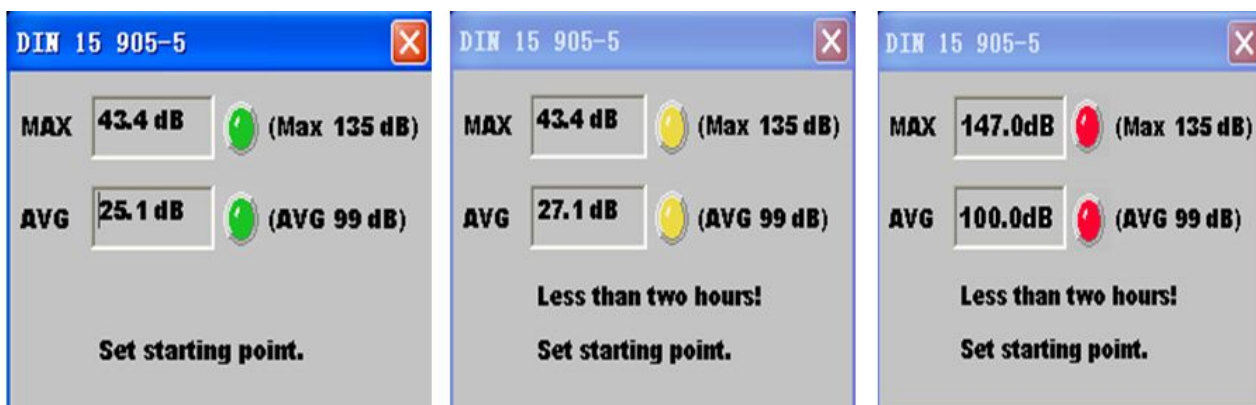 DIN 15 905-5
MAX 43.4 dB (Max 135 dB)
AVG 25.1 dB (AVG 99 dB)
Set starting point.
DIN 15 905-5
MAX 43.4 dB (Max 135 dB)
AVG 27.1 dB (AVG 99 dB)
Less than two hours!
Set starting point.
DIN 15 905-5
MAX 147.0dB (Max 135 dB)
AVG 100.0dB (AVG 99 dB)
Less than two hours!
Set starting point.